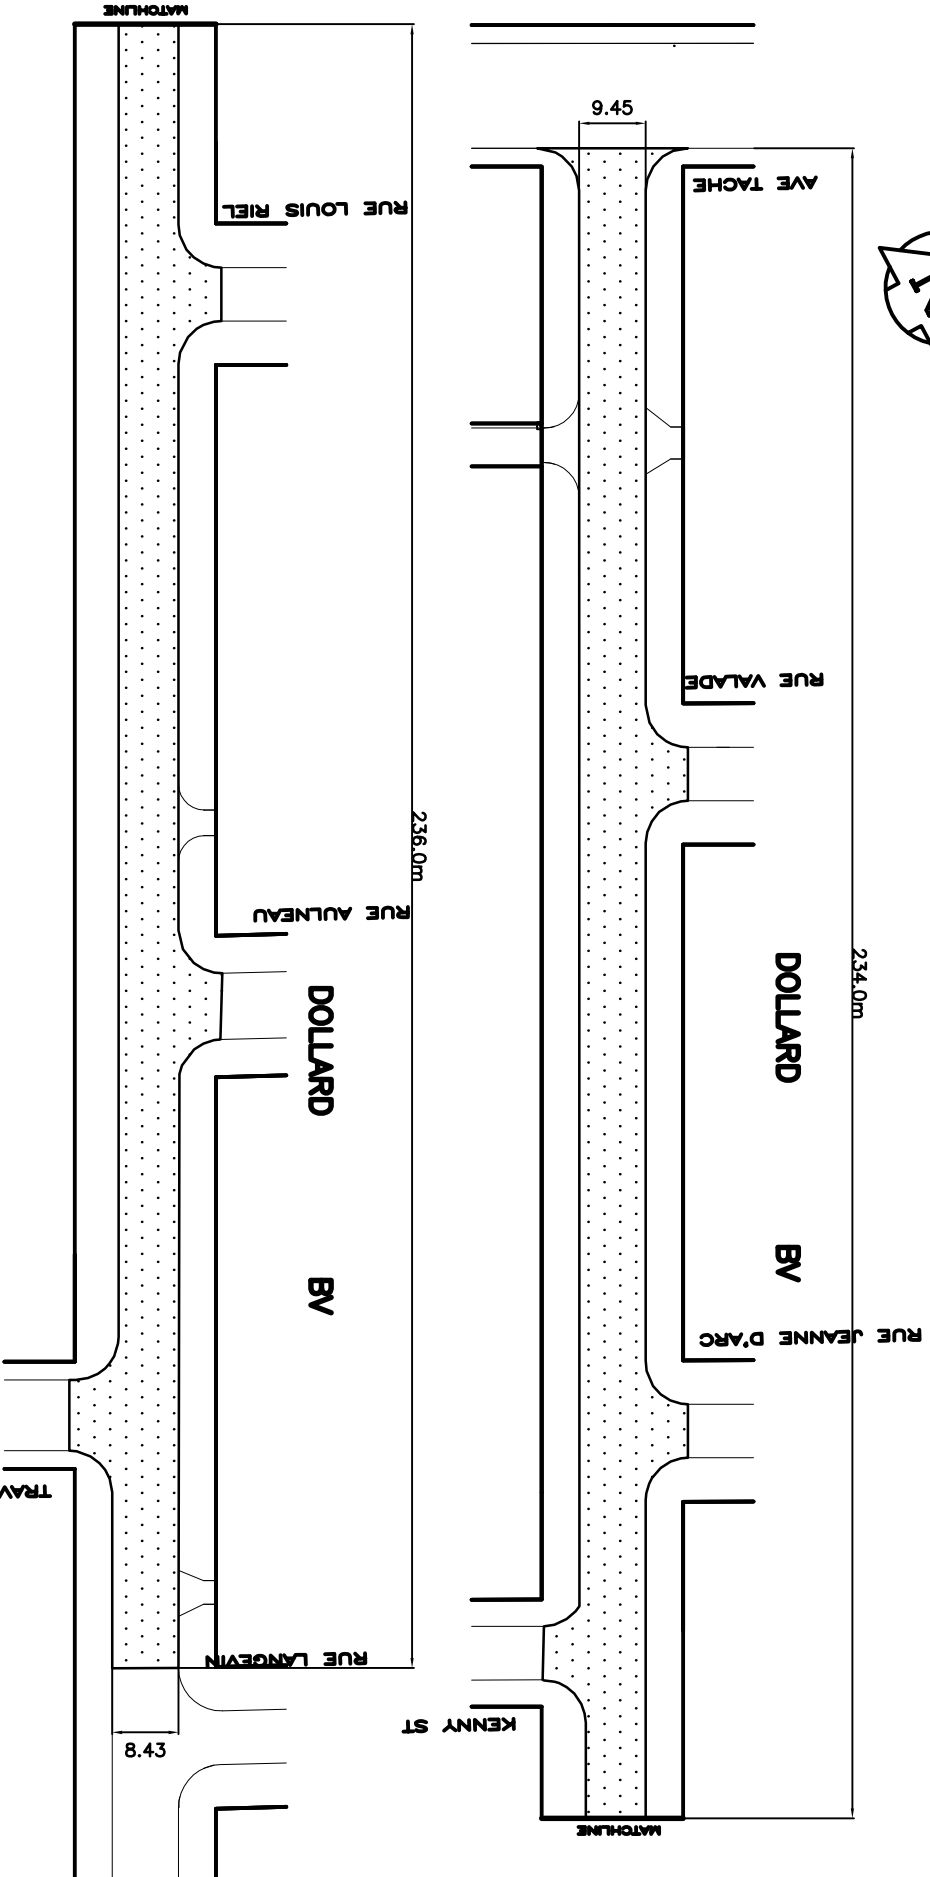 MATCHLINE
RUE LOUIS RIEL
236.0m
RUE AULNEAU
DOLLARD BV
RUE LANGEVIN
8.43
9.45
AVE TACHE
RUE VALADE
234.0m
DOLLARD BV
RUE JEANNE D'ARC
KENNY ST
MATCHLINE